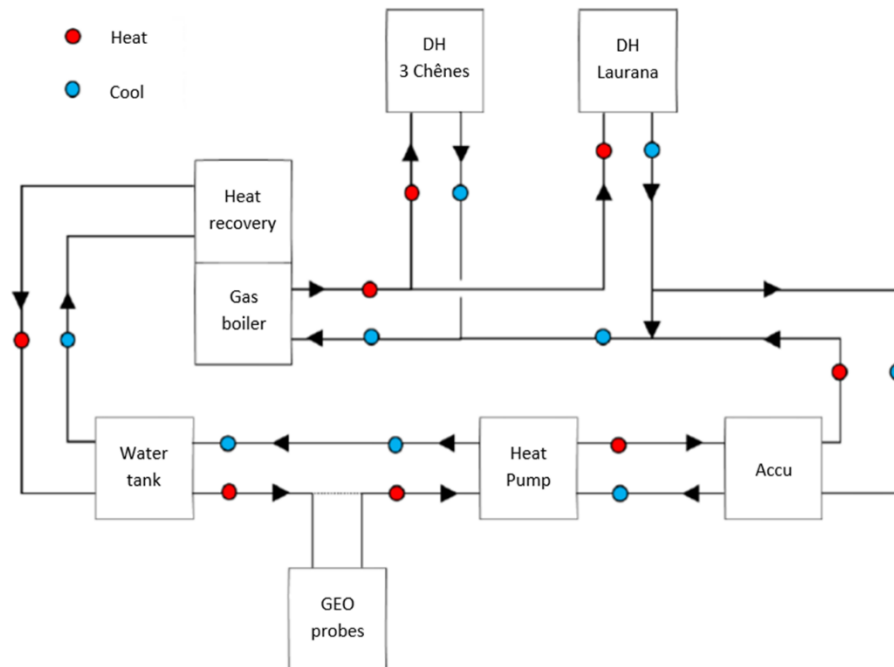 Heat
Cool
DH
3 Chênes
DH
Laurana
Heat
recovery
Gas
boiler
Water
tank
Heat
Pump
Accu
GEO
probes